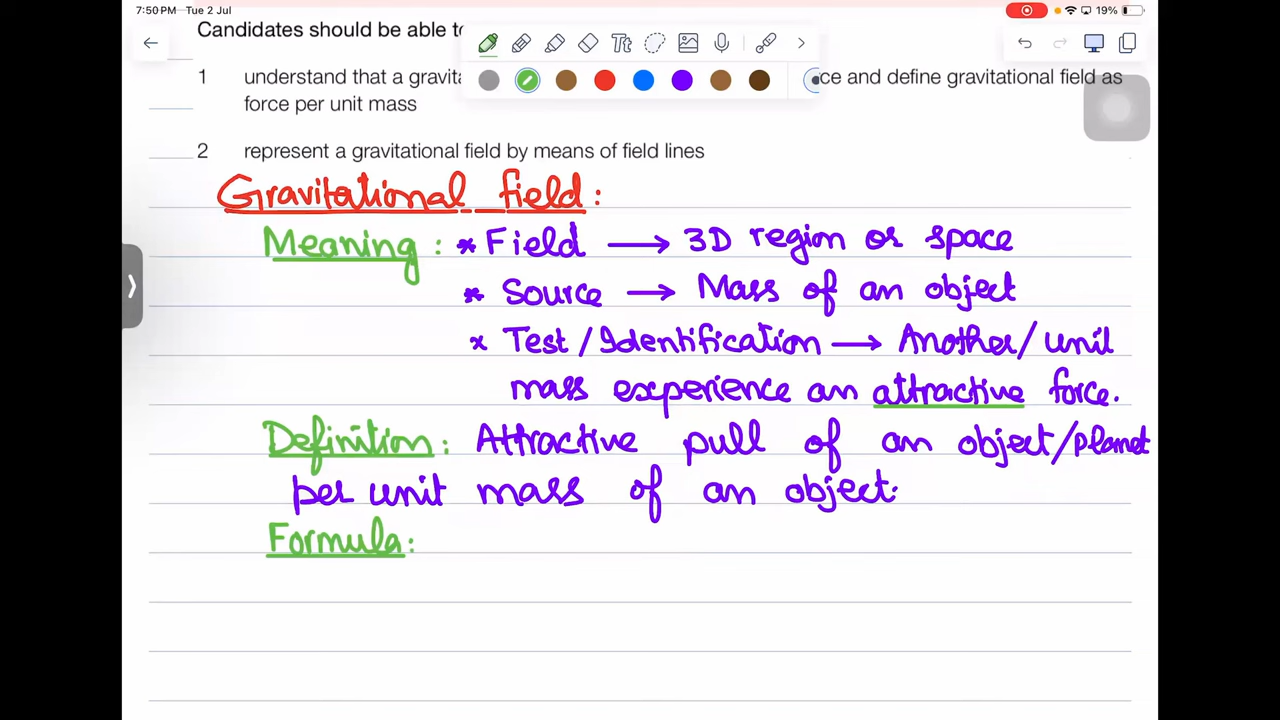 7:50 PM Tue 2 Jul
19%
Candidates should be able to
Tt
1 understand that a gravita ce and define gravitational field as
force per unit mass
2 represent a gravitational field by means of field lines
Gravitational field:
Meaning: * Field → 3D region or space
* Source → Mass of an object
* Test/Identification → Another/unit
mass experience an attractive force.
Definition: Attractive pull of an object/planet
per unit mass of an object.
Formula: